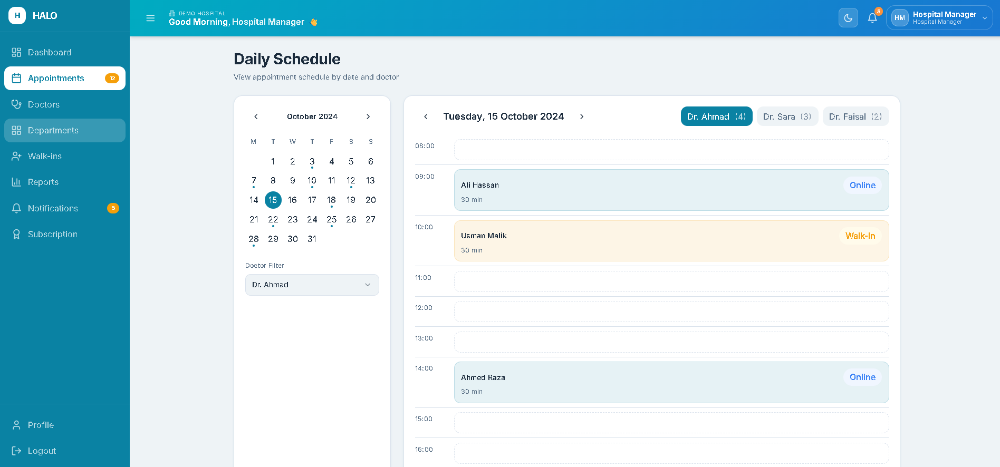 H HALO
Dashboard
Appointments 12
Doctors
Departments
Walk-ins
Reports
Notifications 5
Subscription
Profile
Logout
DEMO HOSPITAL
Good Morning, Hospital Manager 👋
5
HM
Hospital Manager
Hospital Manager
Daily Schedule
View appointment schedule by date and doctor
October 2024
M T W T F S S
1 2 3 4 5 6
7 8 9 10 11 12 13
14 15 16 17 18 19 20
21 22 23 24 25 26 27
28 29 30 31
Doctor Filter
Dr. Ahmad
Tuesday, 15 October 2024
Dr. Ahmad (4) Dr. Sara (3) Dr. Faisal (2)
08:00
09:00
Ali Hassan Online
30 min
10:00
Usman Malik Walk-In
30 min
11:00
12:00
13:00
14:00
Ahmed Raza Online
30 min
15:00
16:00